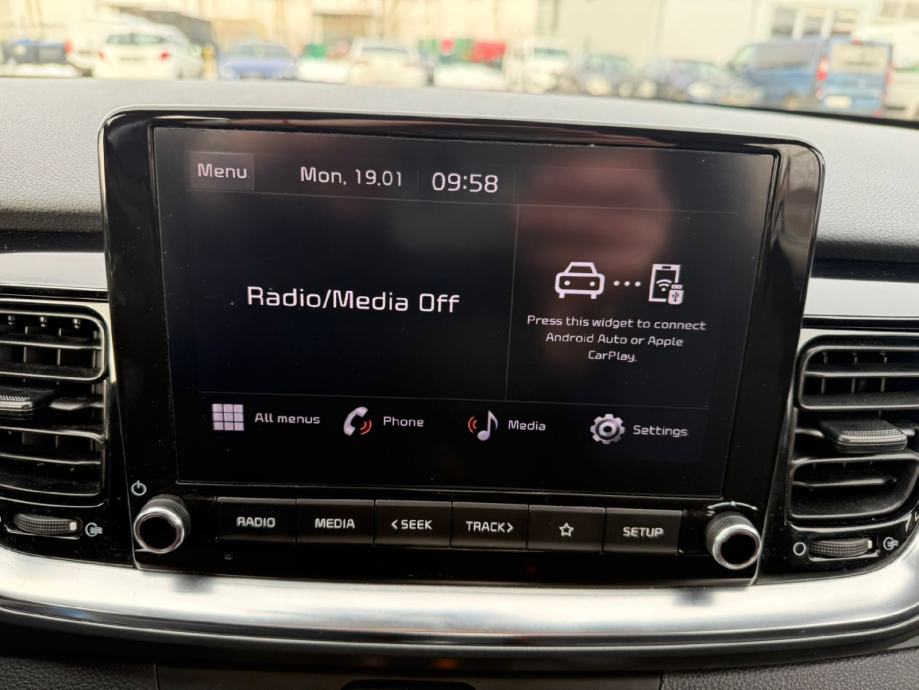 Menu Mon, 19.01 09:58
Radio/Media Off
Press this widget to connect
Android Auto or Apple
CarPlay.
All menus Phone Media Settings
RADIO MEDIA <SEEK TRACK> SETUP